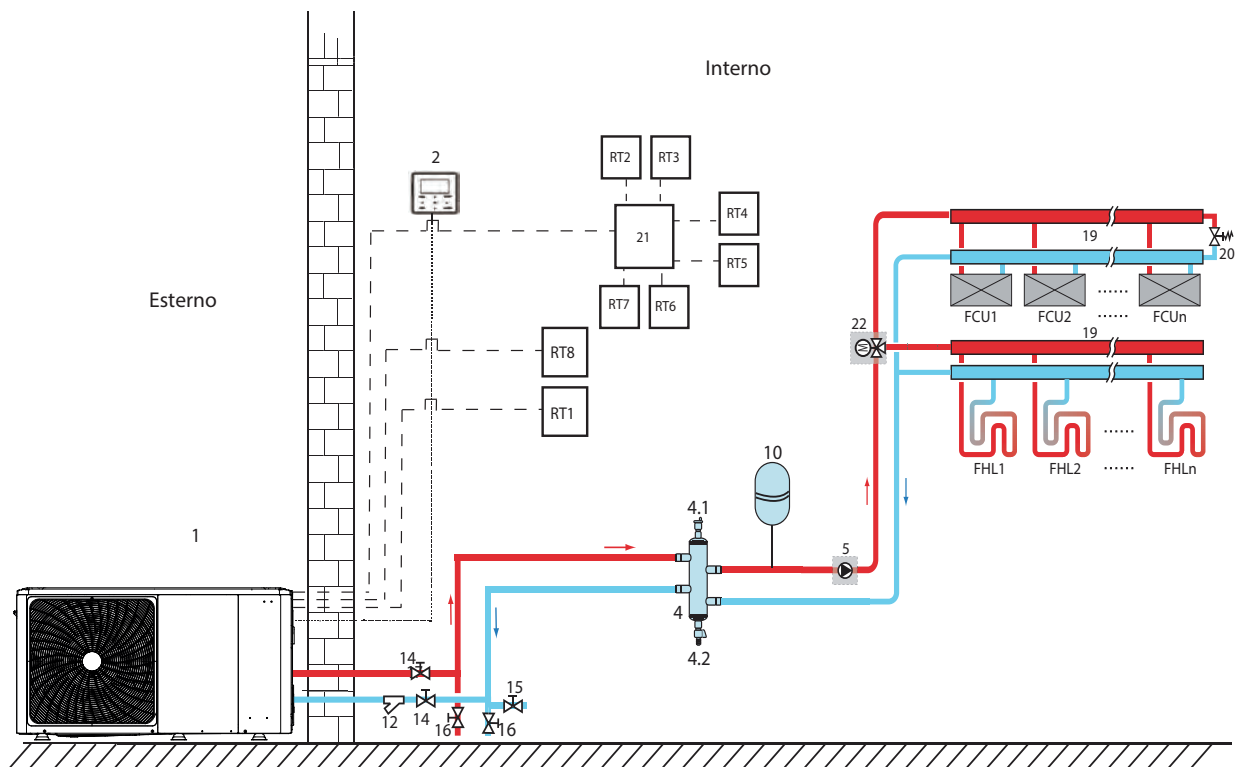 Interno
Esterno
2
RT2
RT3
21
RT4
RT5
RT7
RT6
RT8
RT1
19
20
FCU1
FCU2
......
FCUn
......
22
M
19
......
FHL1
FHL2
......
FHLn
10
4.1
5
1
4
4.2
14
15
12
14
16
16